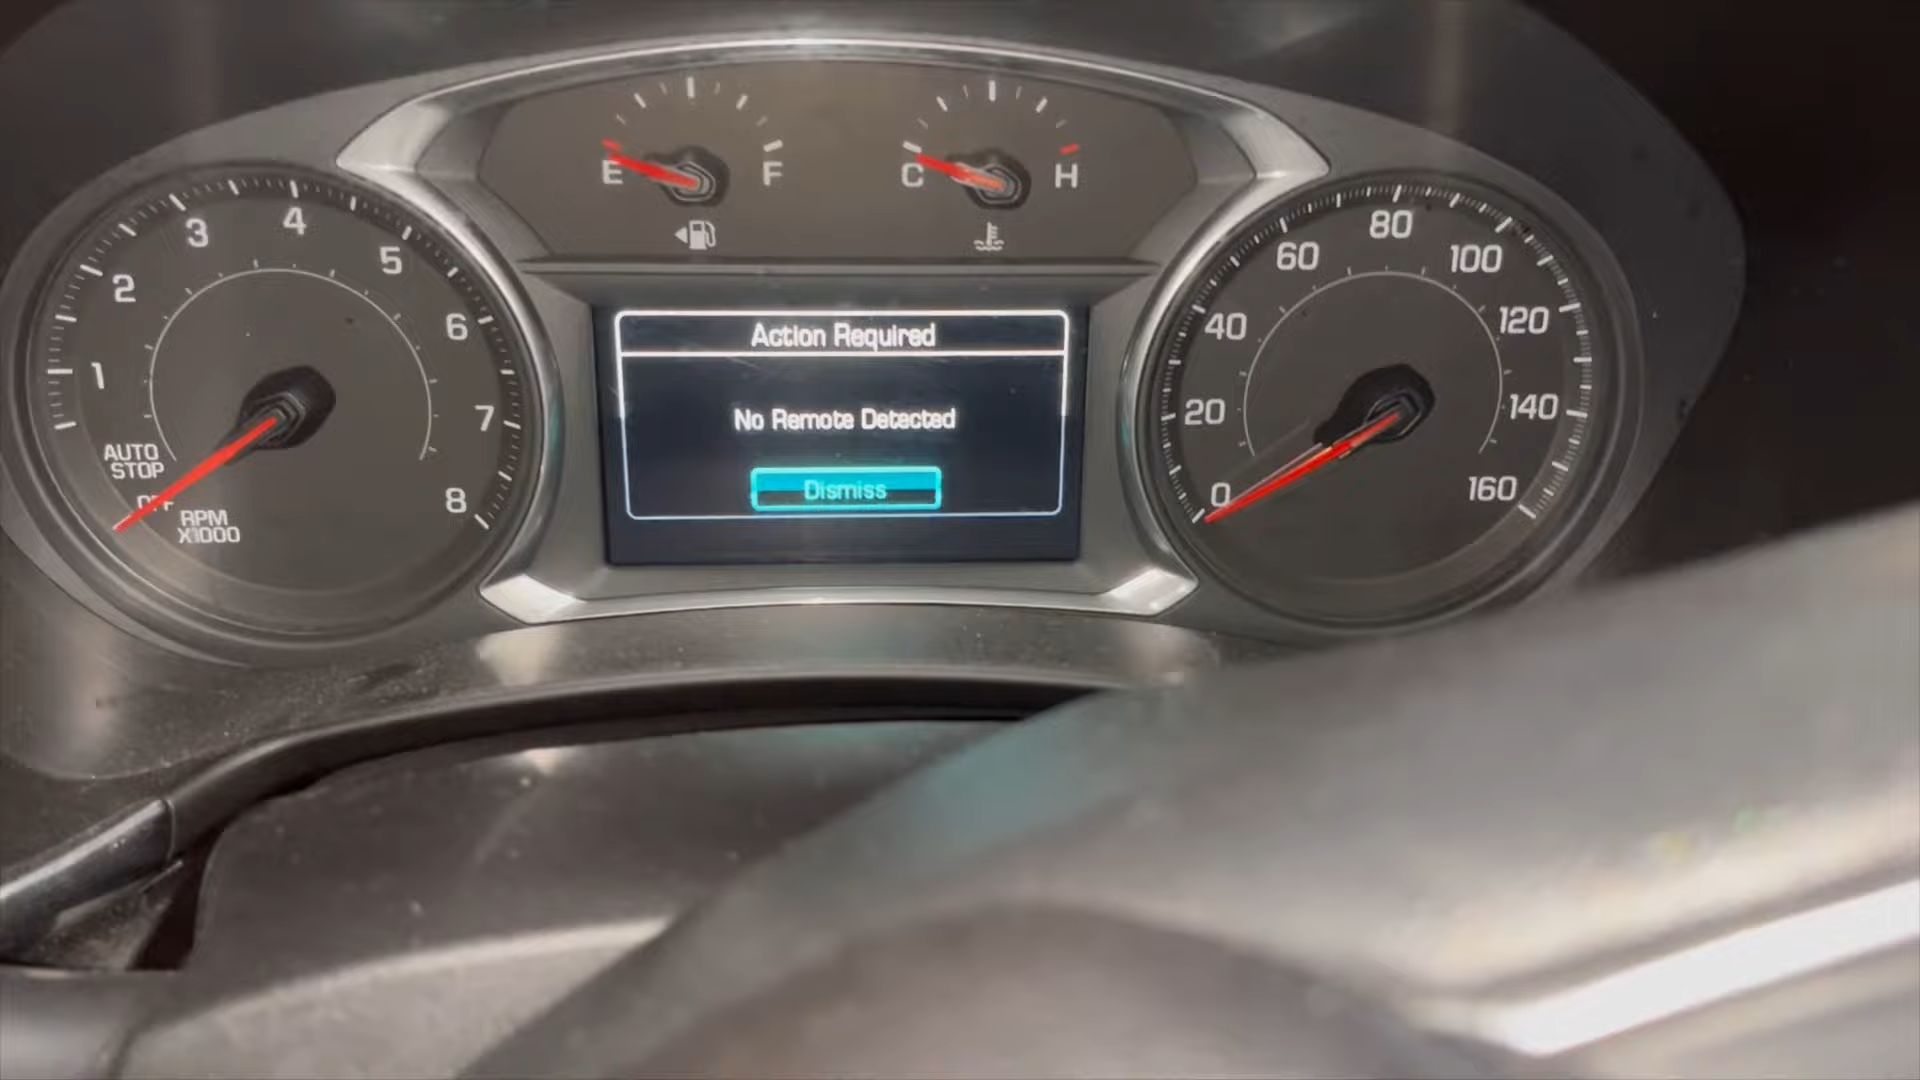 E F
C H
1 2 3 4 5 6 7 8
AUTO
STOP
OFF
RPM
X1000
Action Required
No Remote Detected
Dismiss
0 20 40 60 80 100 120 140 160